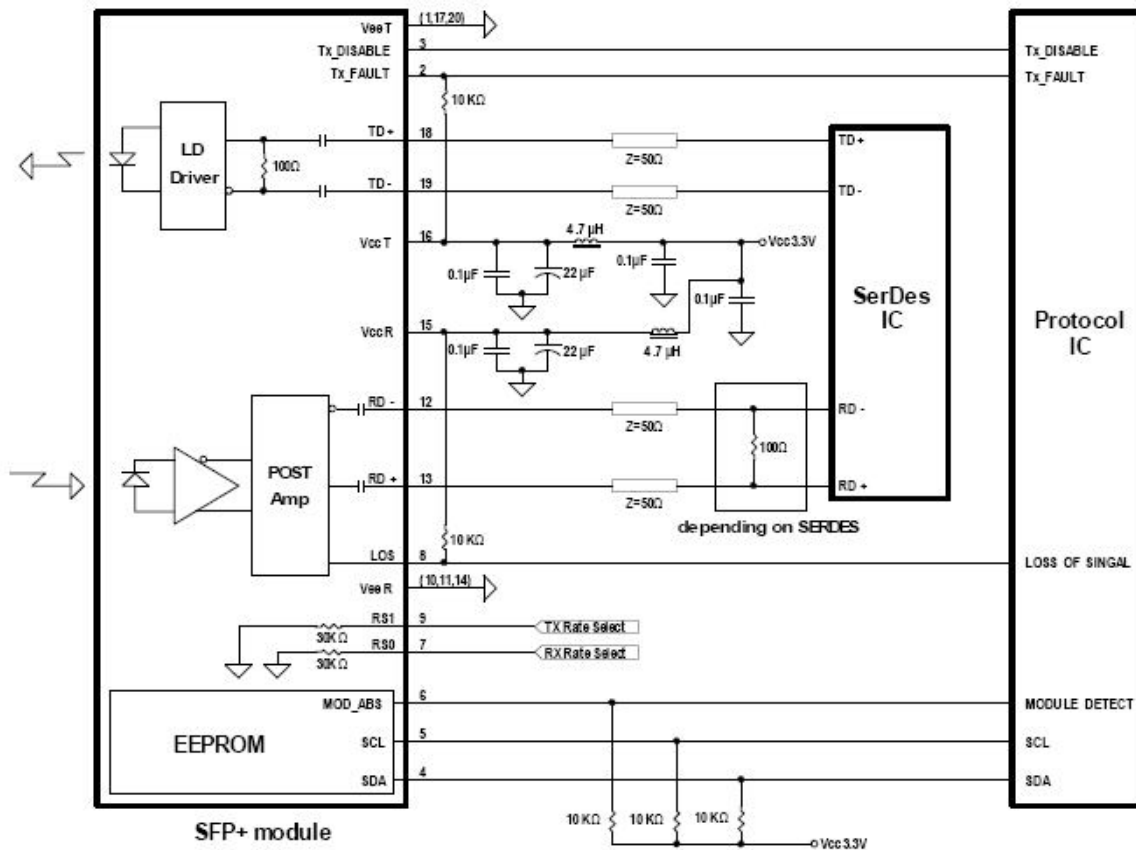 VeeT (1,17,20)
Tx_DISABLE 3 Tx_DISABLE
Tx_FAULT 2 Tx_FAULT
10 KΩ
LD Driver
100Ω
TD+ 18 Z=50Ω TD+
TD- 19 Z=50Ω TD-
VccT 16 4.7 µH Vcc3.3V
0.1µF 22 µF 0.1µF
0.1µF
SerDes IC
Protocol IC
VccR 15
0.1µF 22 µF 4.7 µH
RD - 12 Z=50Ω RD -
POST Amp
100Ω
RD + 13 Z=50Ω RD +
depending on SERDES
10 KΩ
LOS 8 LOSS OF SINGAL
VeeR (10,11,14)
RS1 9 TX Rate Select
30KΩ
RS0 7 RX Rate Select
30KΩ
MOD_ABS 6 MODULE DETECT
EEPROM
SCL 5 SCL
SDA 4 SDA
10 KΩ 10 KΩ 10 KΩ
Vcc3.3V
SFP+ module